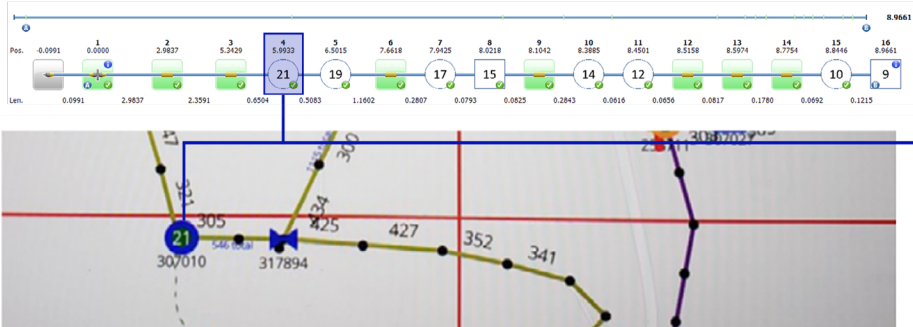 8.9661
A B
1 2 3 4 5 6 7 8 9 10 11 12 13 14 15 16
Pos. -0.0991 0.0000 2.9837 5.3429 5.9933 6.5015 7.6618 7.9425 8.0218 8.1042 8.3885 8.4501 8.5158 8.5974 8.7754 8.8446 8.9661
21 19 17 15 14 12 10 9
A B
Len. 0.0991 2.9837 2.3591 0.6504 0.5083 1.1602 0.2807 0.0793 0.0825 0.2843 0.0616 0.0656 0.0817 0.1780 0.0692 0.1215
300
321
434
305 425 427 352 341
21
546 total
307010 317894